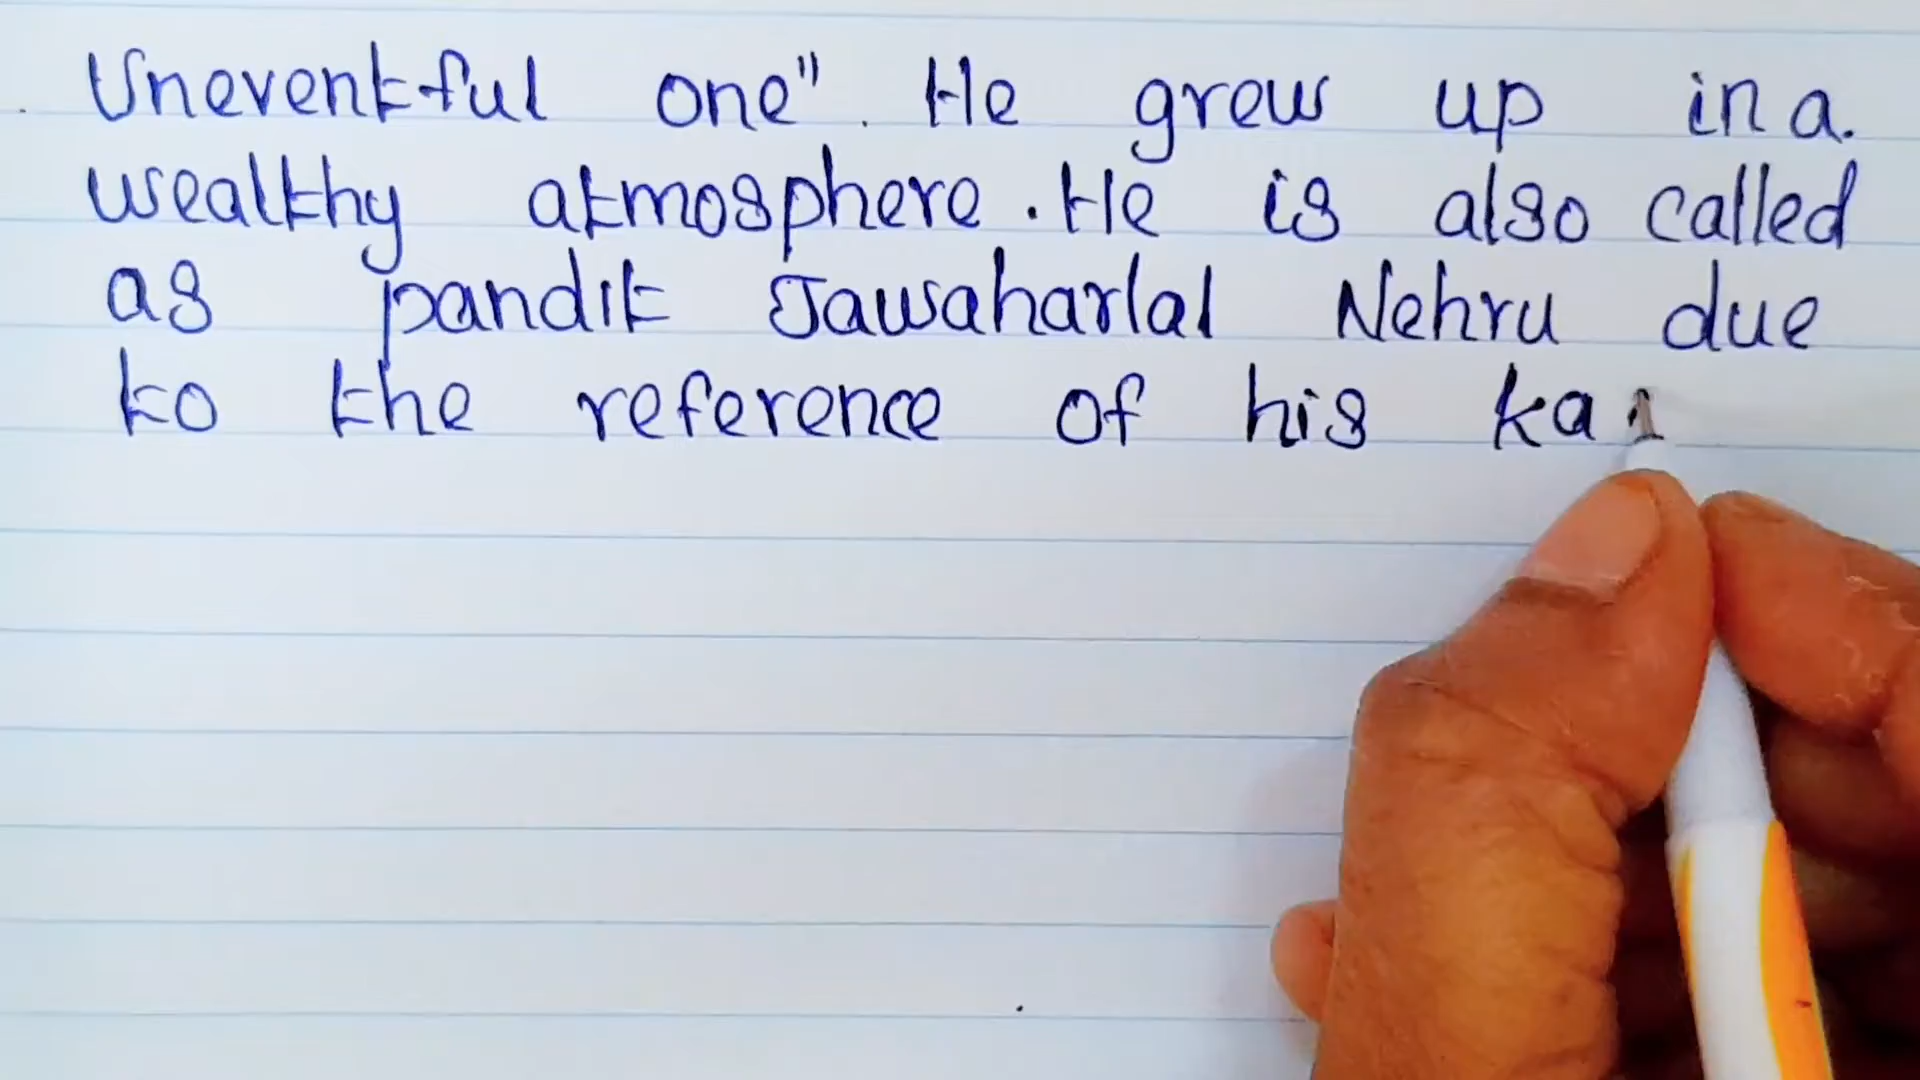 Uneventful one". He grew up in a
wealthy atmosphere. He is also called
as pandit Jawaharlal Nehru due
to the reference of his